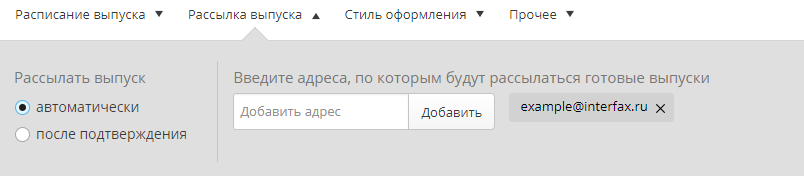 Расписание выпуска Рассылка выпуска Стиль оформления Прочее
Рассылать выпуск
автоматически
после подтверждения
Введите адреса, по которым будут рассылаться готовые выпуски
Добавить адрес Добавить example@interfax.ru